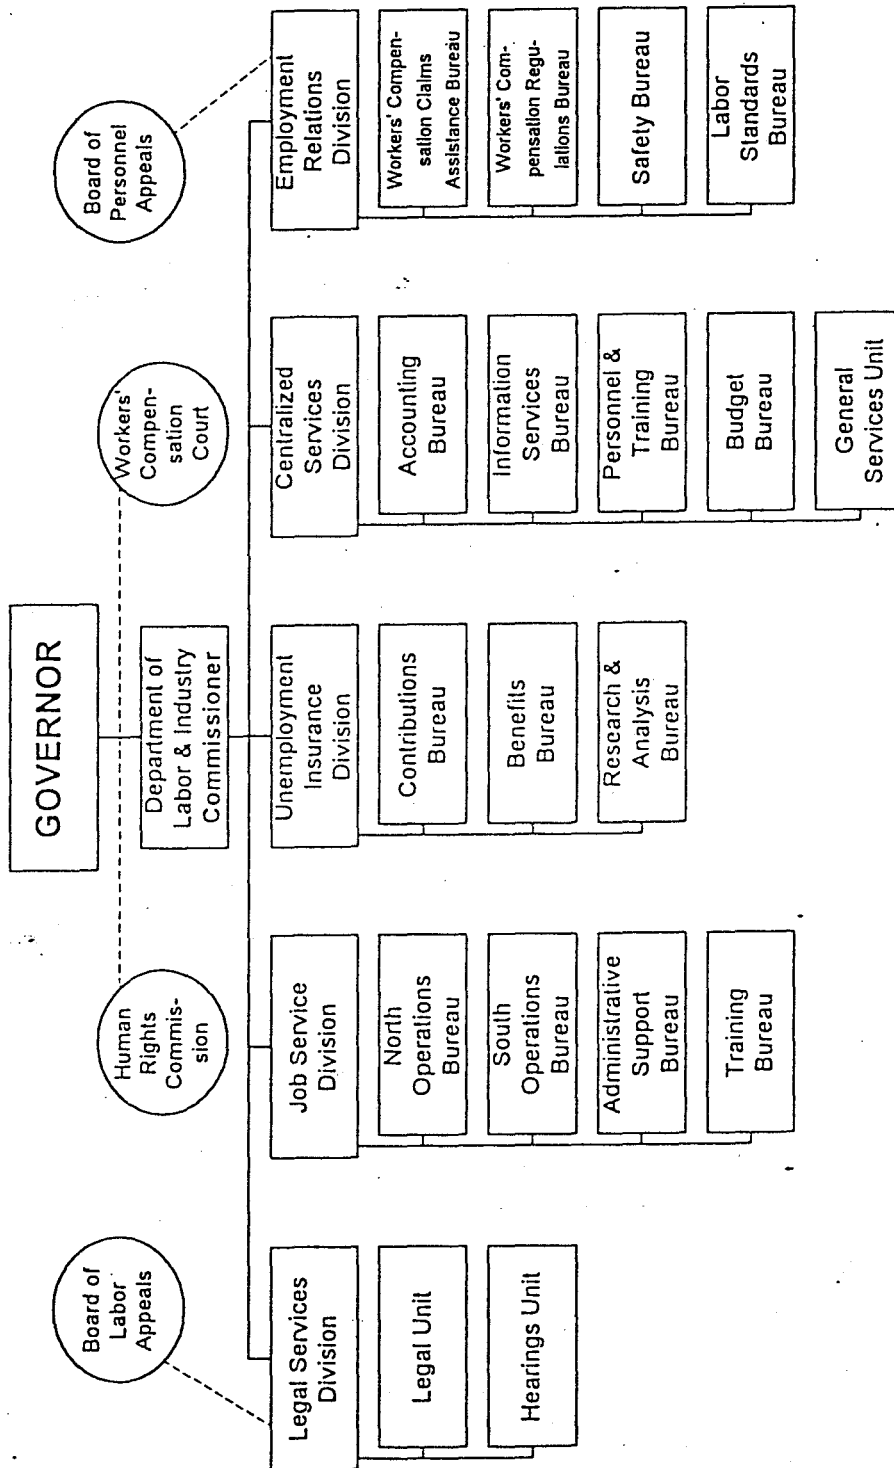 GOVERNOR
Board of
Labor
Appeals
Human
Rights
Commis-
sion
Department of
Labor & Industry
Commissioner
Workers'
Compen-
sation
Court
Board of
Personnel
Appeals
Legal Services
Division
Legal Unit
Hearings Unit
Job Service
Division
North
Operations
Bureau
South
Operations
Bureau
Administrative
Support
Bureau
Training
Bureau
Unemployment
Insurance
Division
Contributions
Bureau
Benefits
Bureau
Research &
Analysis
Bureau
Centralized
Services
Division
Accounting
Bureau
Information
Services
Bureau
Personnel &
Training
Bureau
Budget
Bureau
General
Services Unit
Employment
Relations
Division
Workers' Compen-
sation Claims
Assistance Bureau
Workers' Com-
pensation Regu-
lations Bureau
Safety Bureau
Labor
Standards
Bureau